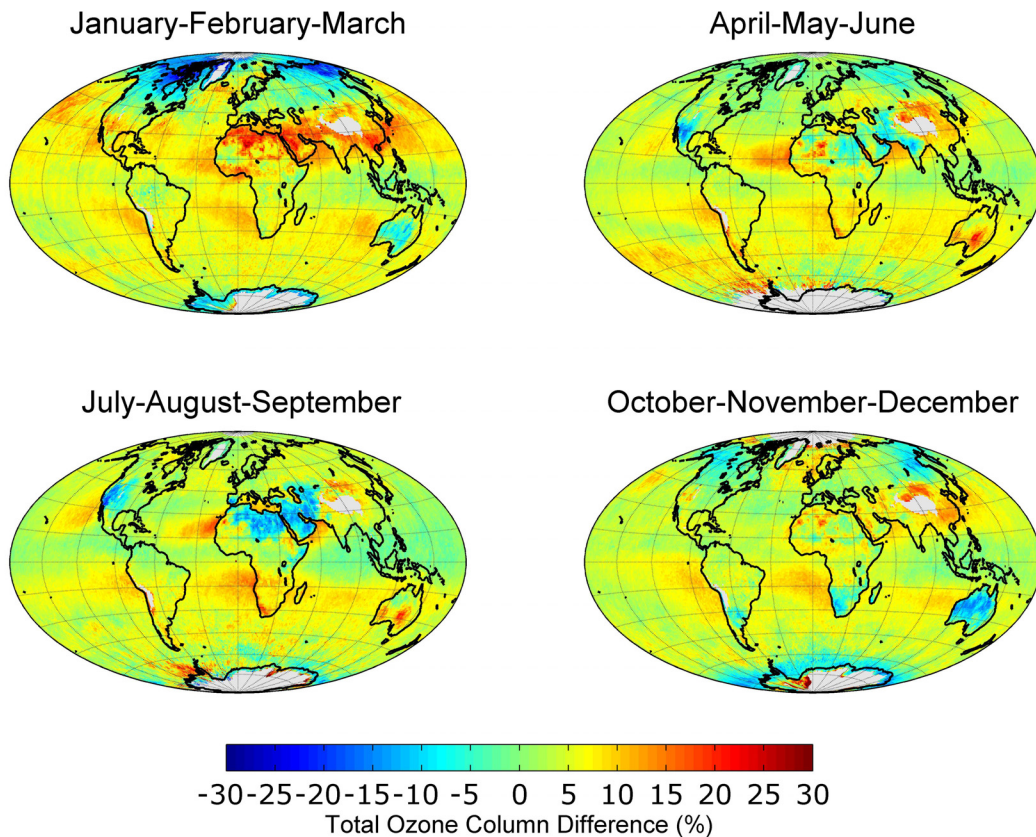 January-February-March
April-May-June
July-August-September
October-November-December
-30 -25 -20 -15 -10 -5 0 5 10 15 20 25 30
Total Ozone Column Difference (%)